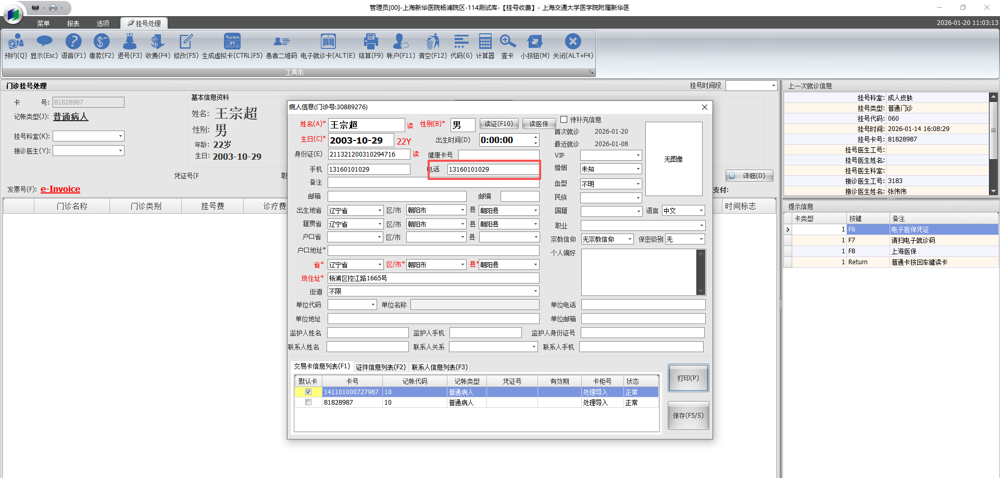 管理员[00]-上海新华医院杨浦院区-114测试库-【挂号收费】- 上海交通大学医学院附属新华医
菜单 报表 选项 挂号处理 2026-01-20 11:03:13
预约(Q) 显示(Esc) 语音(F1) 缴款(F2) 退号(F3) 收费(F4) 修改(F5) 生成虚拟卡(CTRL|F5) 患者二维码 电子就诊卡(ALT|E) 结算(F9) 帐户(F11) 清空(F12) 代码(G) 计算器 查卡 小按钮(M) 关闭(ALT+F4)
工具条
门诊挂号处理 挂号时间段
卡 号: 81828987
记帐类型(J): 普通病人
挂号科室(K):
接诊医生(Y):
基本信息资料
姓名: 王宗超
性别: 男
年龄: 22岁
生日: 2003-10-29
凭证号(P 职
详细(D)
发票号(F): e-Invoice 支付:
门诊名称 门诊类别 挂号费 诊疗费 时间标志
病人信息(门诊号:30889276)
姓名(A)* 王宗超 读 性别(B)* 男 读证(F10) 读医保 待补充信息
生日(C)* 2003-10-29 22Y 出生时间(D) 0:00:00
首次就诊 2026-01-20
最近就诊 2026-01-08
无图像
身份证(E) 211321200310294716 读 健康卡号 VIP
手机 13160101029 电话 13160101029 婚姻 未知
备注 血型 不明
邮箱 邮编 民族
出生地省 辽宁省 区/市 朝阳市 县 朝阳县 国籍 语言 中文
籍贯省 辽宁省 区/市 朝阳市 县 朝阳县 职业
户口省 区/市 县 宗教信仰 无宗教信仰 保密级别 无
户口地址* 个人偏好
省* 辽宁省 区/市* 朝阳市 县* 朝阳县
现住址* 杨浦区控江路1665号
街道 不限
单位代码 单位名称 单位电话
单位地址 单位邮箱
监护人姓名 监护人手机 监护人身份证号
联系人姓名 联系人关系 联系人手机
交易卡信息列表(F1) 证件信息列表(F2) 联系人信息列表(F3)
默认卡 卡号 记帐代码 记帐类型 凭证号 有效期 卡柜号 状态
141101000727987 10 普通病人 处理导入 正常
81828987 10 普通病人 处理导入 正常
打印(P)
保存(F5/S)
上一次就诊信息
挂号科室: 成人皮肤
挂号类型: 普通门诊
挂号代码: 060
挂号时间: 2026-01-14 16:08:29
挂号卡号: 81828987
挂号医生工号:
挂号医生姓名:
挂号医生科室:
接诊医生工号: 3183
接诊医生姓名: 张伟伟
提示信息
卡类型 按键 备注
1 F6 电子医保凭证
1 F7 请扫电子就诊码
1 F8 上海医保
1 Return 普通卡按回车键读卡